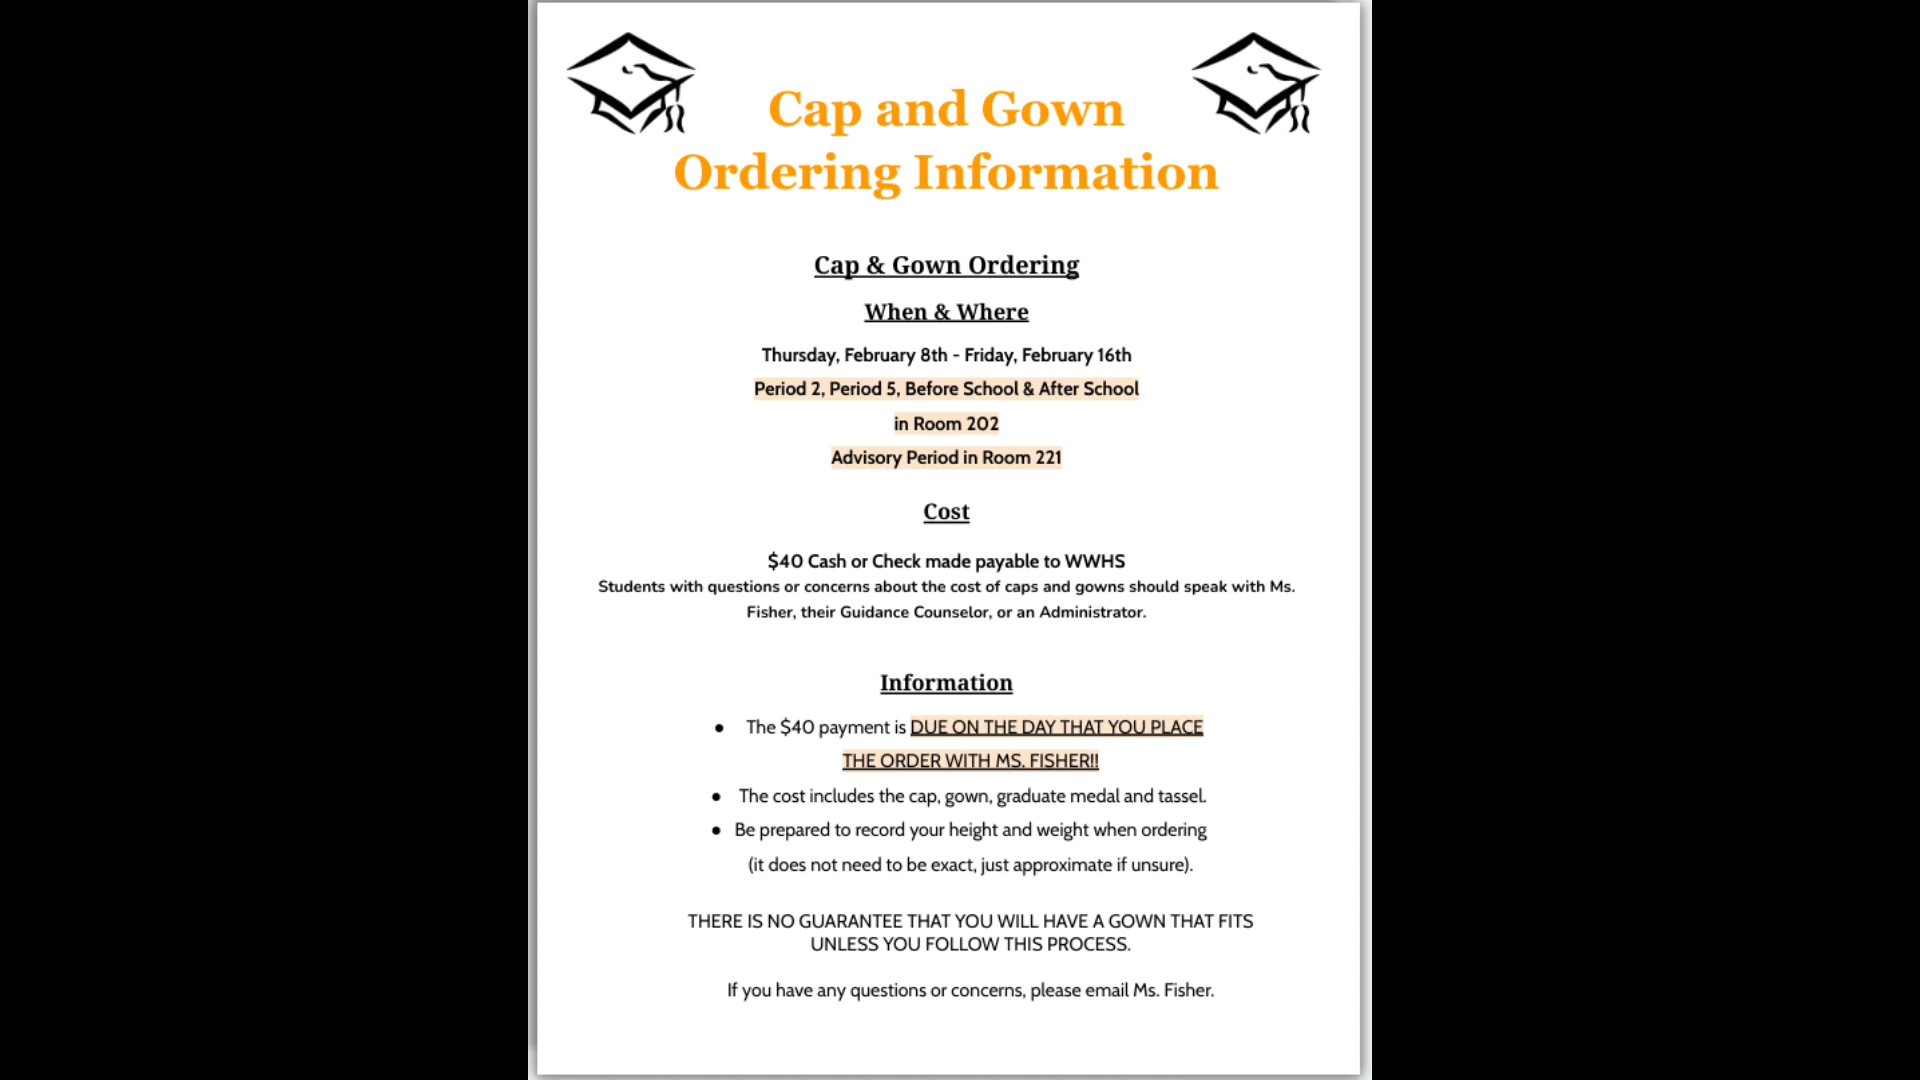 Cap and Gown
Ordering Information
Cap & Gown Ordering
When & Where
Thursday, February 8th - Friday, February 16th
Period 2, Period 5, Before School & After School
in Room 202
Advisory Period in Room 221
Cost
$40 Cash or Check made payable to WWHS
Students with questions or concerns about the cost of caps and gowns should speak with Ms.
Fisher, their Guidance Counselor, or an Administrator.
Information
● The $40 payment is DUE ON THE DAY THAT YOU PLACE
THE ORDER WITH MS. FISHER!!
● The cost includes the cap, gown, graduate medal and tassel.
● Be prepared to record your height and weight when ordering
(it does not need to be exact, just approximate if unsure).
THERE IS NO GUARANTEE THAT YOU WILL HAVE A GOWN THAT FITS
UNLESS YOU FOLLOW THIS PROCESS.
If you have any questions or concerns, please email Ms. Fisher.